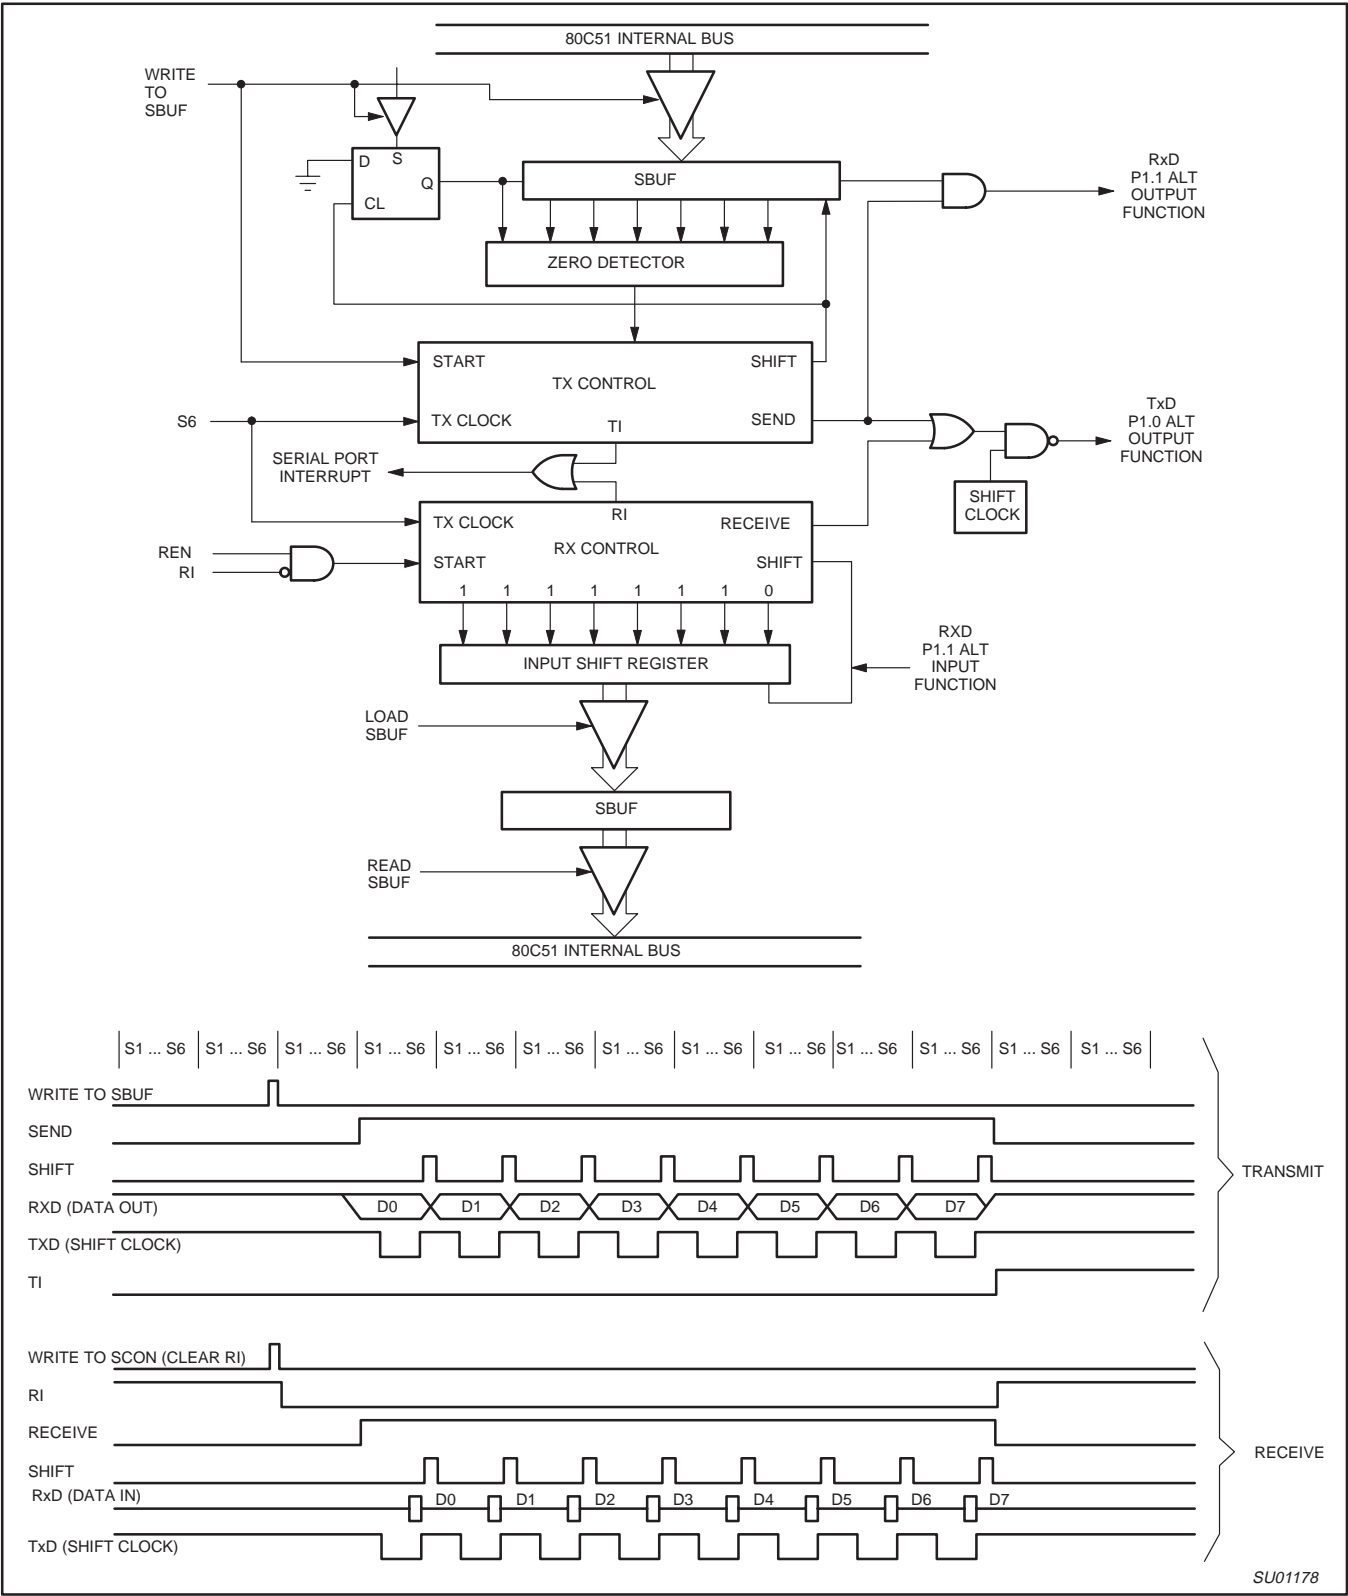 80C51 INTERNAL BUS
WRITE
TO
SBUF
D
S
Q
CL
SBUF
RxD
P1.1 ALT
OUTPUT
FUNCTION
ZERO DETECTOR
START
SHIFT
TX CONTROL
S6
TX CLOCK
TI
SEND
TxD
P1.0 ALT
OUTPUT
FUNCTION
SERIAL PORT
INTERRUPT
SHIFT
CLOCK
TX CLOCK
RI
RECEIVE
REN
RI
RX CONTROL
START
SHIFT
1 1 1 1 1 1 1 0
RXD
P1.1 ALT
INPUT
FUNCTION
INPUT SHIFT REGISTER
LOAD
SBUF
SBUF
READ
SBUF
80C51 INTERNAL BUS
S1 ... S6 S1 ... S6 S1 ... S6 S1 ... S6 S1 ... S6 S1 ... S6 S1 ... S6 S1 ... S6 S1 ... S6 S1 ... S6 S1 ... S6 S1 ... S6 S1 ... S6
WRITE TO SBUF
SEND
SHIFT
TRANSMIT
RXD (DATA OUT) D0 D1 D2 D3 D4 D5 D6 D7
TXD (SHIFT CLOCK)
TI
WRITE TO SCON (CLEAR RI)
RI
RECEIVE
RECEIVE
SHIFT
RxD (DATA IN) D0 D1 D2 D3 D4 D5 D6 D7
TxD (SHIFT CLOCK)
SU01178